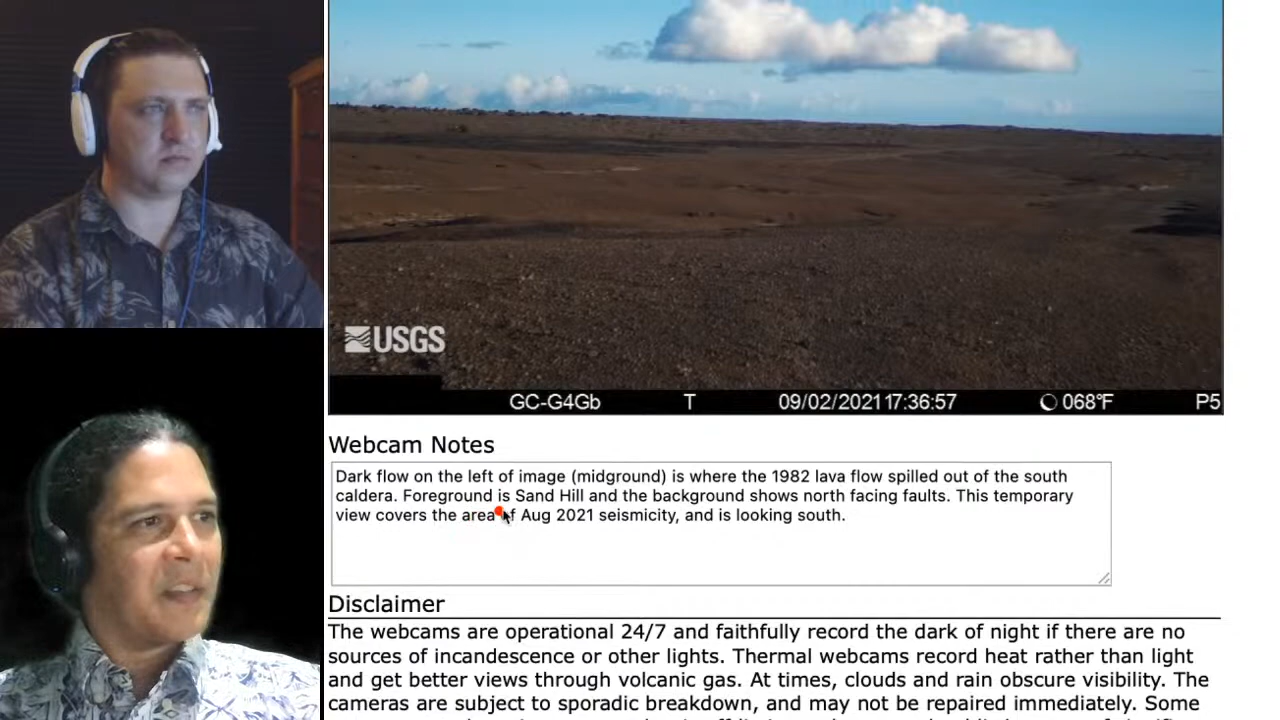 USGS
GC-G4Gb T 09/02/2021 17:36:57 068°F P5
Webcam Notes
Dark flow on the left of image (midground) is where the 1982 lava flow spilled out of the south
caldera. Foreground is Sand Hill and the background shows north facing faults. This temporary
view covers the area of Aug 2021 seismicity, and is looking south.
Disclaimer
The webcams are operational 24/7 and faithfully record the dark of night if there are no
sources of incandescence or other lights. Thermal webcams record heat rather than light
and get better views through volcanic gas. At times, clouds and rain obscure visibility. The
cameras are subject to sporadic breakdown, and may not be repaired immediately. Some